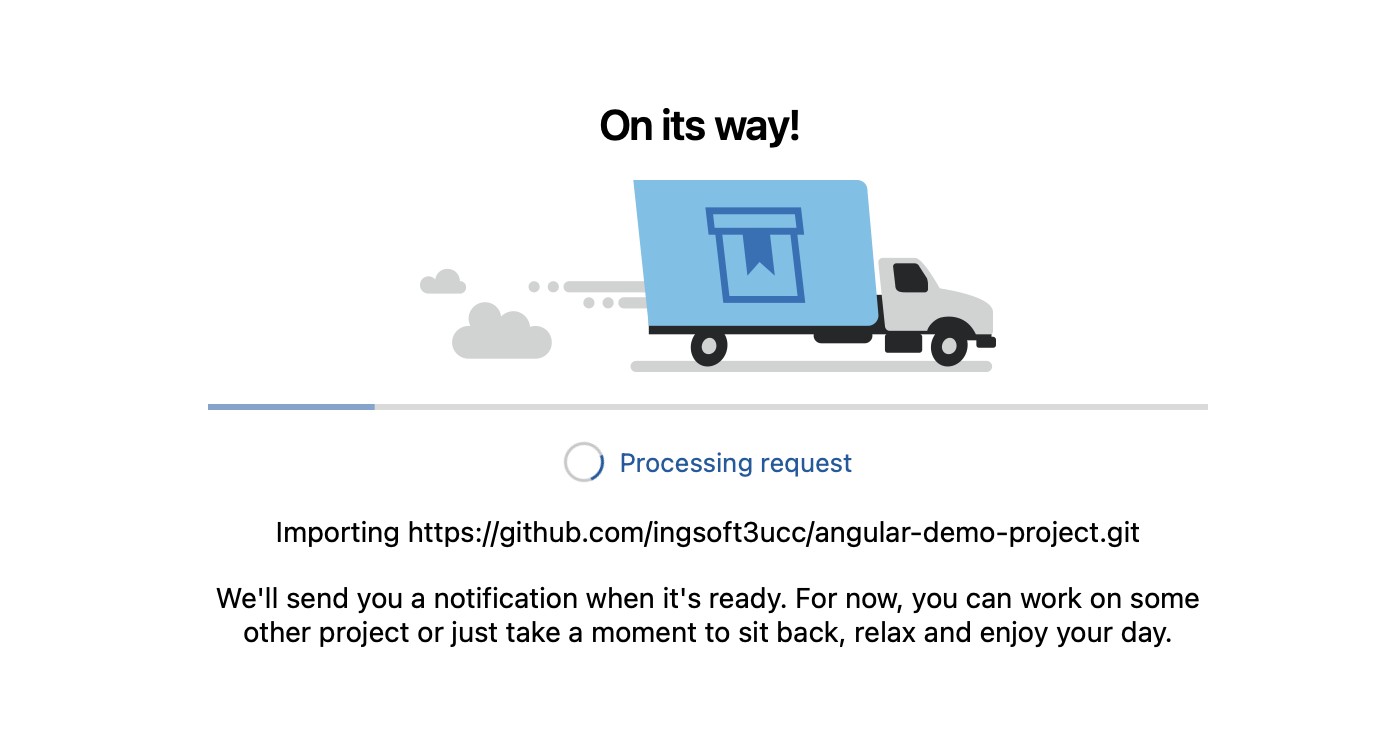 On its way!
Processing request
Importing https://github.com/ingsoft3ucc/angular-demo-project.git
We'll send you a notification when it's ready. For now, you can work on some
other project or just take a moment to sit back, relax and enjoy your day.